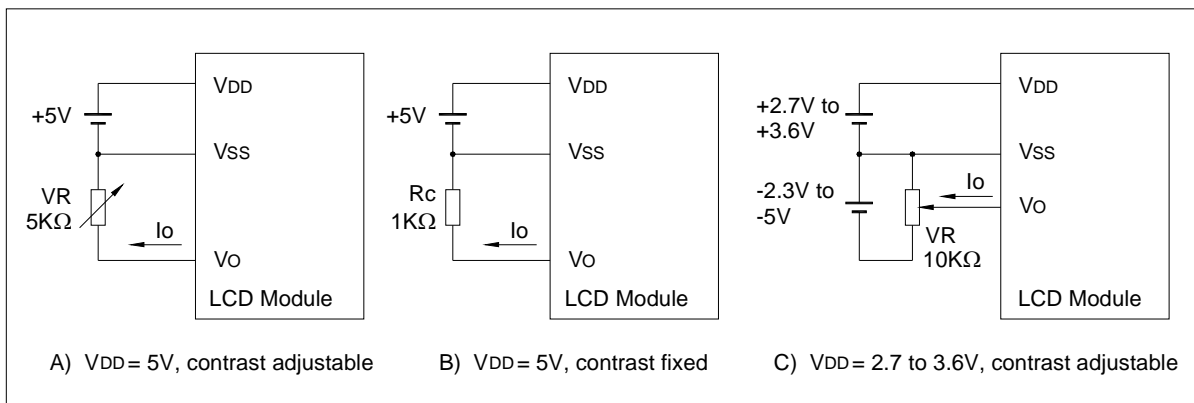 VDD
+5V
VSS
VR
5KΩ
Io
VO
LCD Module
A) VDD = 5V, contrast adjustable
VDD
+5V
VSS
Rc
1KΩ
Io
VO
LCD Module
B) VDD = 5V, contrast fixed
VDD
+2.7V to
+3.6V
VSS
-2.3V to
-5V
Io
VO
VR
10KΩ
LCD Module
C) VDD = 2.7 to 3.6V, contrast adjustable